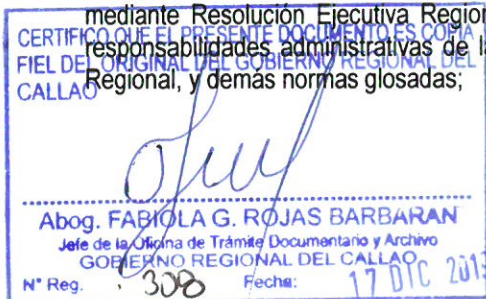 mediante Resolución Ejecutiva Region
responsabilidades administrativas de la
Regional, y demás normas glosadas;
CERTIFICO QUE EL PRESENTE DOCUMENTO ES COPIA
FIEL DEL ORIGINAL DEL GOBIERNO REGIONAL DEL
CALLAO
Abog. FABIOLA G. ROJAS BARBARAN
Jefe de la Oficina de Trámite Documentario y Archivo
GOBIERNO REGIONAL DEL CALLAO
N° Reg. 308 Fecha: 17 DIC 2013